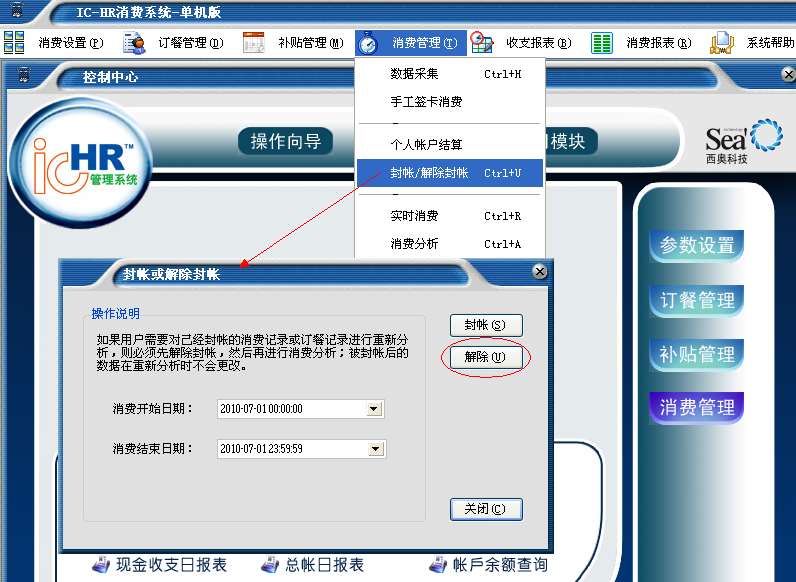 IC-HR消费系统-单机版
消费设置(P) 订餐管理(D) 补贴管理(M) 消费管理(T) 收支报表(B) 消费报表(R) 系统帮助
控制中心
数据采集 Ctrl+H
手工签卡消费
个人帐户结算
封帐/解除封帐 Ctrl+U
实时消费 Ctrl+R
消费分析 Ctrl+A
icHR™
管理系统
操作向导
模块
Sea'
technology
西奥科技
参数设置
订餐管理
补贴管理
消费管理
封帐或解除封帐
操作说明
如果用户需要对己经封帐的消费记录或订餐记录进行重新分
析，则必须先解除封帐，然后再进行消费分析；被封帐后的
数据在重新分析时不会更改。
消费开始日期： 2010-07-01 00:00:00
消费结束日期： 2010-07-01 23:59:59
封帐(S)
解除(U)
关闭(C)
现金收支日报表 总帐日报表 帐戶余额查询